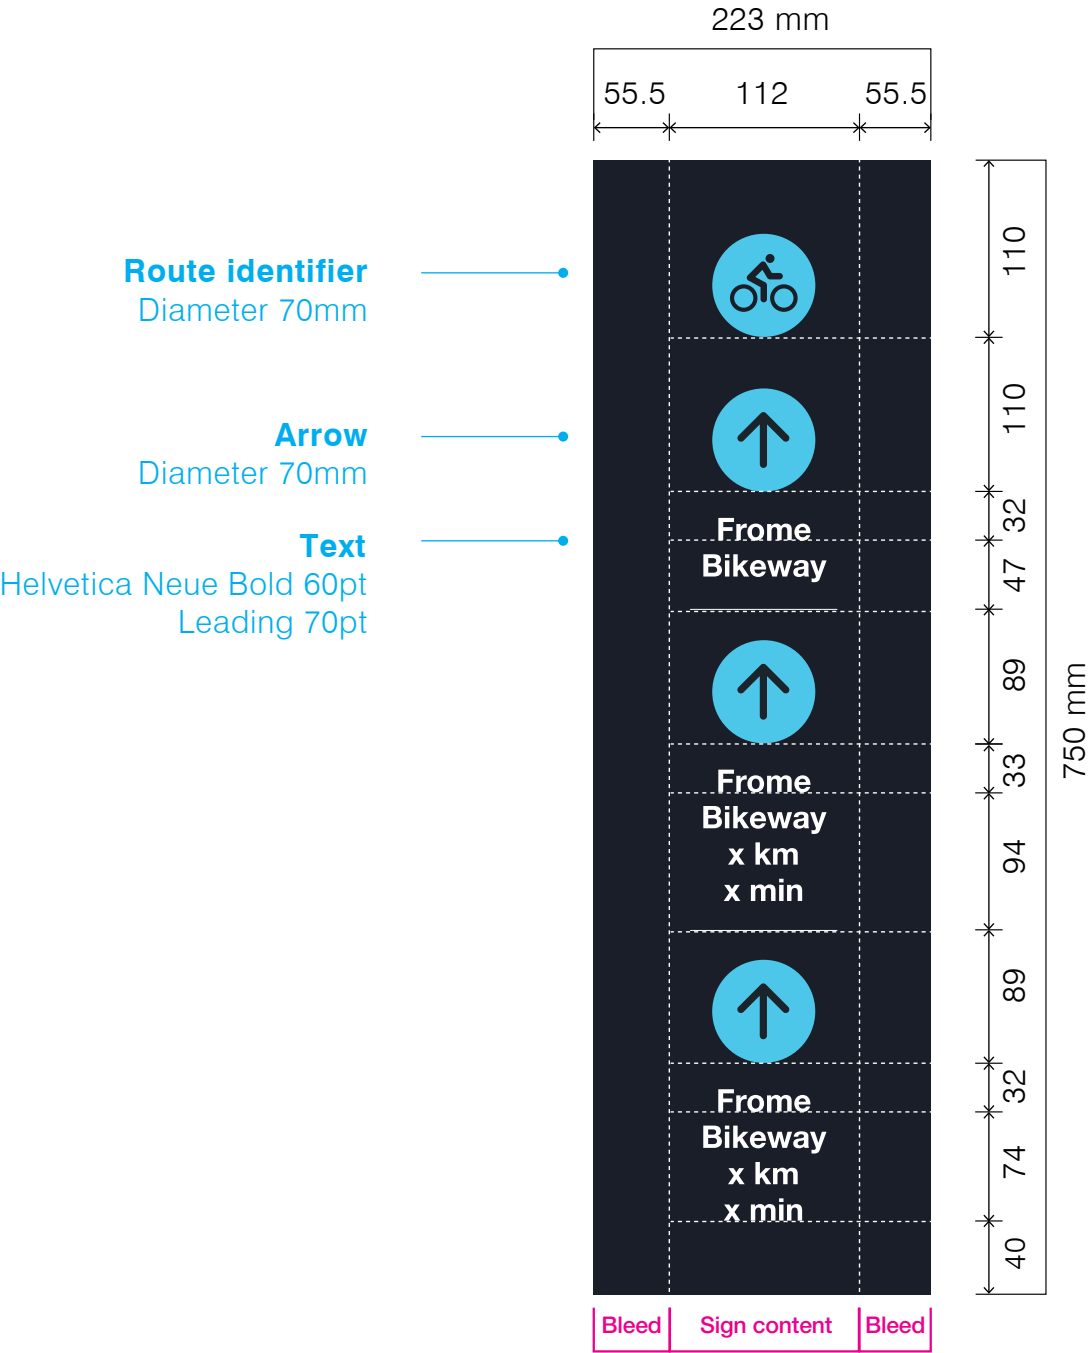 223 mm
55.5 112 55.5
110
Route identifier
Diameter 70mm
110
Arrow
Diameter 70mm
32
Frome
Bikeway
47
Text
Helvetica Neue Bold 60pt
Leading 70pt
89
750 mm
33
Frome
Bikeway
x km
x min
94
89
32
Frome
Bikeway
x km
x min
74
40
Bleed Sign content Bleed